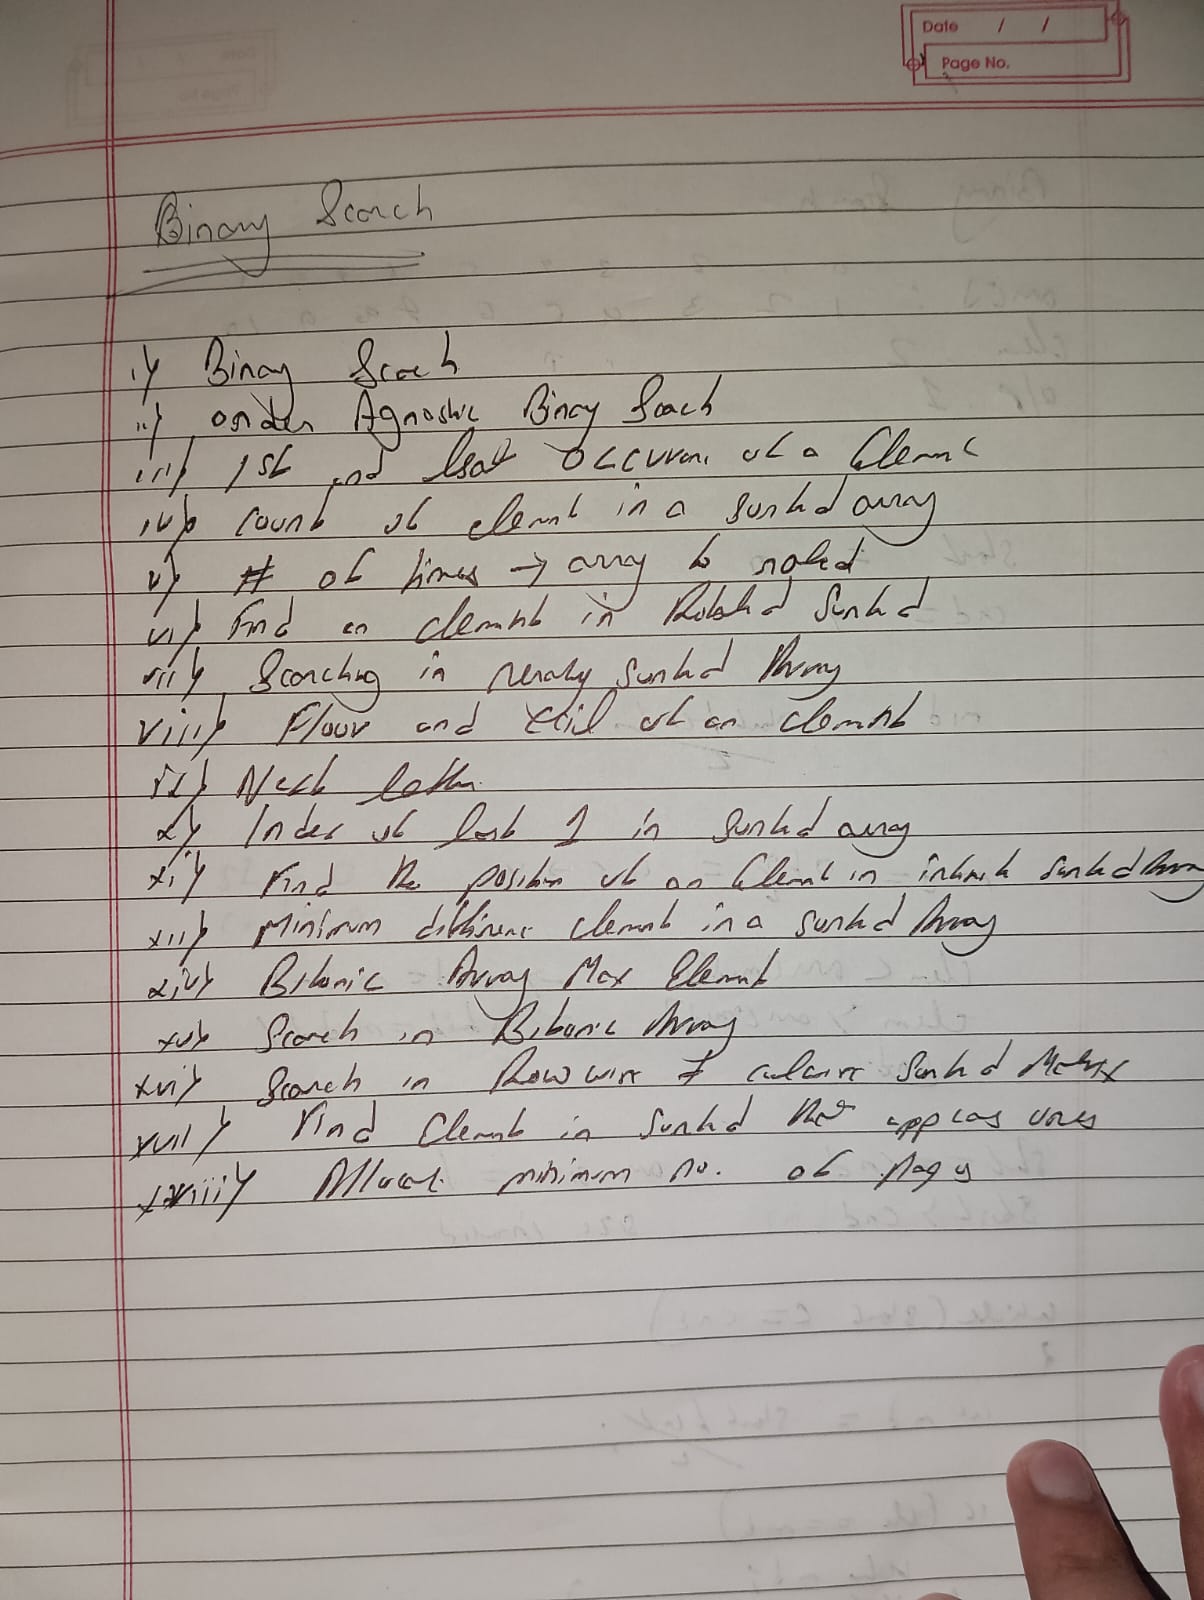 Date / /
Page No.
Binary Search
i) Binary Search
ii) order Agnostic Binary Search
iii) 1st and last Occurence of a Element
iv) count of element in a sorted array
v) # of times → array is rotated
vi) Find an element in Rotated Sorted
vii) Searching in nearly sorted Array
viii) Floor and Ceil of an element
ix) Next letter
x) Index of last 1 in sorted array
xi) Find the position of an Element in infinite sorted Array
xii) Minimum difference element in a sorted Array
xiv) Bitonic Array Max Element
xv) Search in Bitonic Array
xvi) Search in Row wise & column Sorted Matrix
xvii) Find Element in sorted that appears once
xviii) Allocate minimum no. of pages